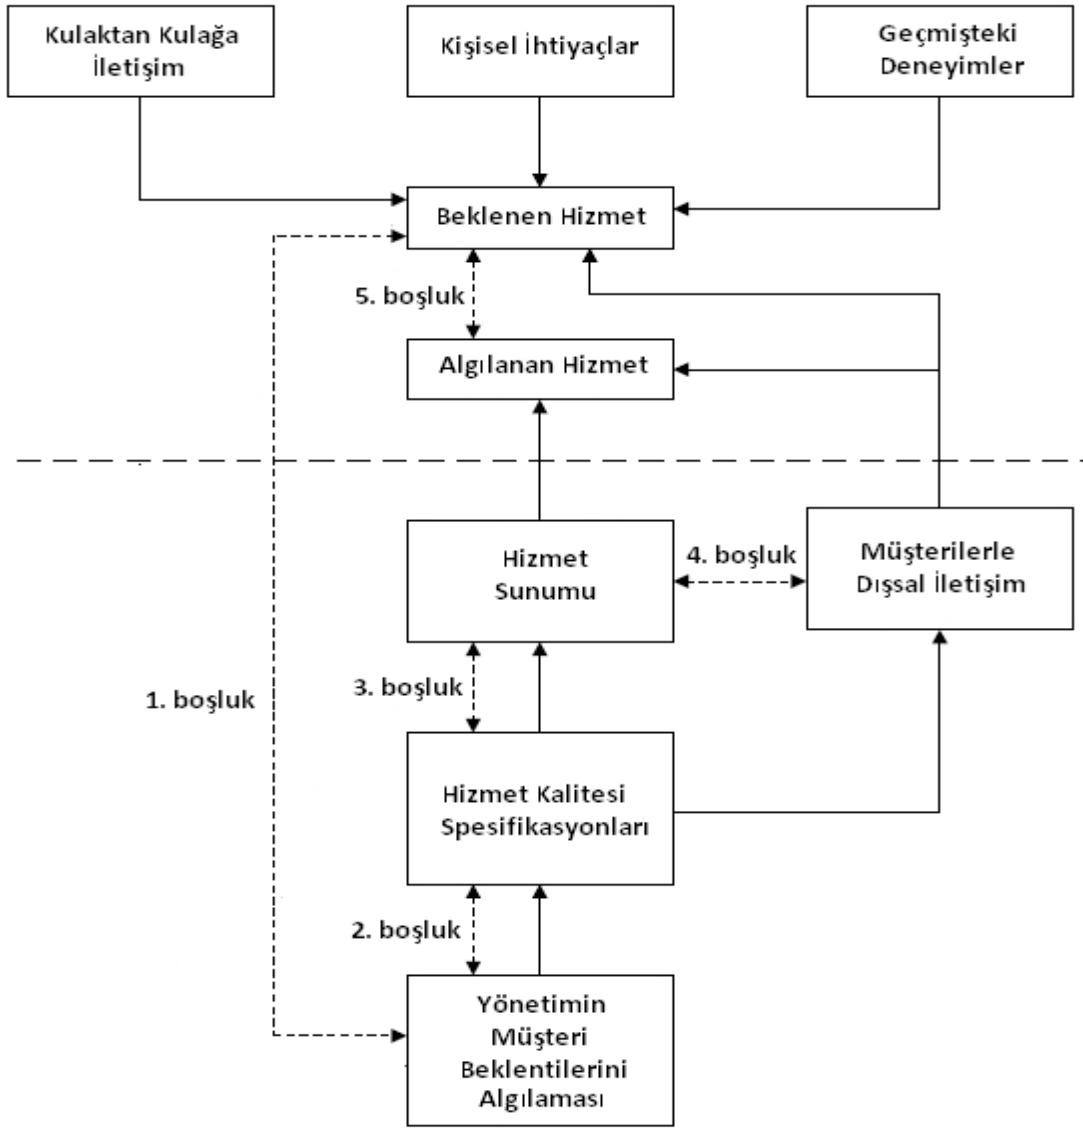 Kulaktan Kulağa
İletişim
Kişisel İhtiyaçlar
Geçmişteki
Deneyimler
Beklenen Hizmet
5. boşluk
Algılanan Hizmet
Hizmet
Sunumu
4. boşluk
Müşterilerle
Dışsal İletişim
1. boşluk
3. boşluk
Hizmet Kalitesi
Spesifikasyonları
2. boşluk
Yönetimin
Müşteri
Beklentilerini
Algılaması